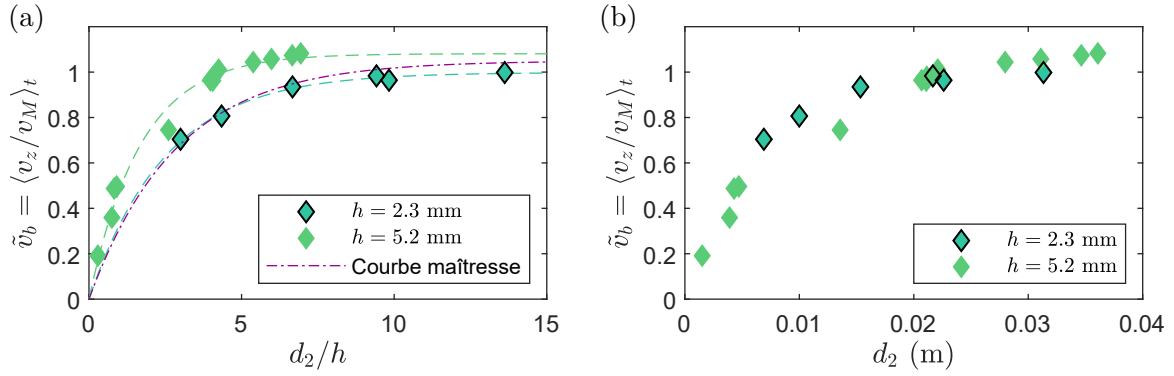 (a)
ṽ_b = ⟨v_z/v_M⟩_t
1
0.8
0.6
0.4
0.2
0
h = 2.3 mm
h = 5.2 mm
Courbe maîtresse
0 5 10 15
d_2/h
(b)
ṽ_b = ⟨v_z/v_M⟩_t
1
0.8
0.6
0.4
0.2
0
h = 2.3 mm
h = 5.2 mm
0 0.01 0.02 0.03 0.04
d_2 (m)